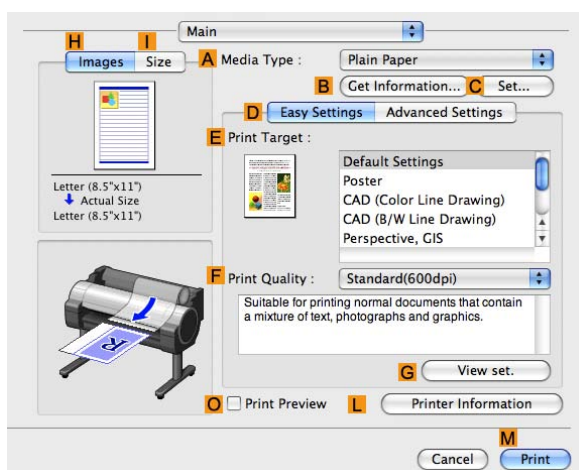 Main
H I
Images Size
A Media Type : Plain Paper
B Get Information... C Set...
D Easy Settings Advanced Settings
E Print Target :
Default Settings
Poster
CAD (Color Line Drawing)
CAD (B/W Line Drawing)
Perspective, GIS
Letter (8.5"x11")
Actual Size
Letter (8.5"x11")
F Print Quality : Standard(600dpi)
Suitable for printing normal documents that contain
a mixture of text, photographs and graphics.
R
G View set.
O Print Preview L Printer Information
M
Cancel Print